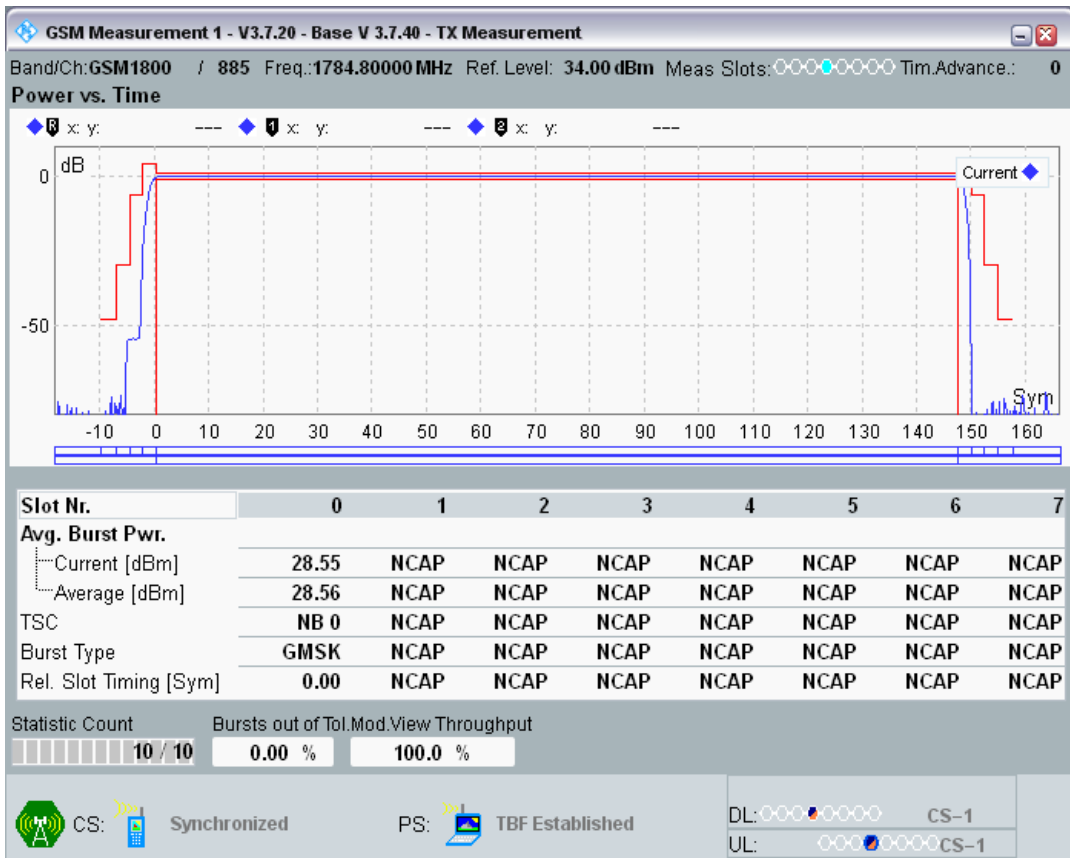 GSM Measurement 1 - V3.7.20 - Base V 3.7.40 - TX Measurement
Band/Ch:GSM1800 / 885 Freq.:1784.80000 MHz Ref. Level: 34.00 dBm Meas Slots: Tim.Advance.: 0
Power vs. Time
R x: y: --- 1 x: y: --- 2 x: y: ---
dB
0
Current
-50
Sym
-10 0 10 20 30 40 50 60 70 80 90 100 110 120 130 140 150 160
Slot Nr. 0 1 2 3 4 5 6 7
Avg. Burst Pwr.
Current [dBm] 28.55 NCAP NCAP NCAP NCAP NCAP NCAP NCAP
Average [dBm] 28.56 NCAP NCAP NCAP NCAP NCAP NCAP NCAP
TSC NB 0 NCAP NCAP NCAP NCAP NCAP NCAP NCAP
Burst Type GMSK NCAP NCAP NCAP NCAP NCAP NCAP NCAP
Rel. Slot Timing [Sym] 0.00 NCAP NCAP NCAP NCAP NCAP NCAP NCAP
Statistic Count Bursts out of Tol.Mod.View Throughput
10 / 10 0.00 % 100.0 %
CS: Synchronized PS: TBF Established
DL: CS-1
UL: CS-1